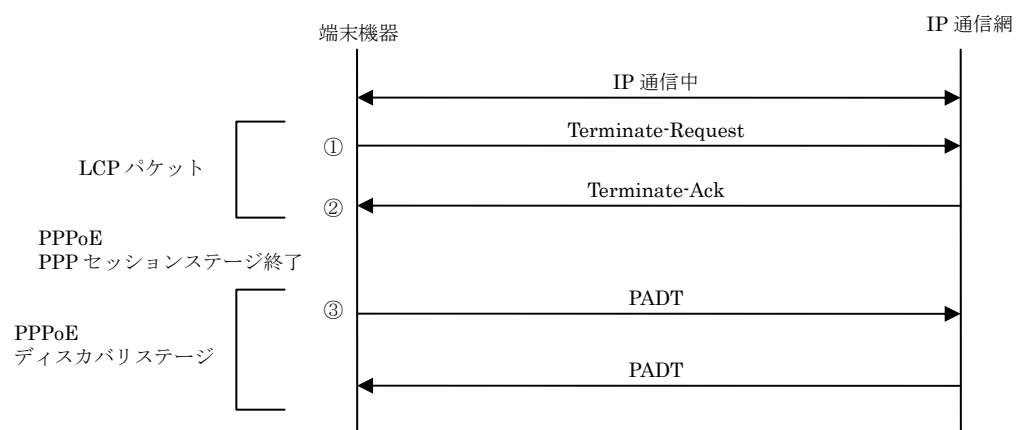 端末機器
IP 通信網
IP 通信中
①
Terminate-Request
LCP パケット
②
Terminate-Ack
PPPoE
PPP セッションステージ終了
③
PADT
PPPoE
ディスカバリステージ
PADT